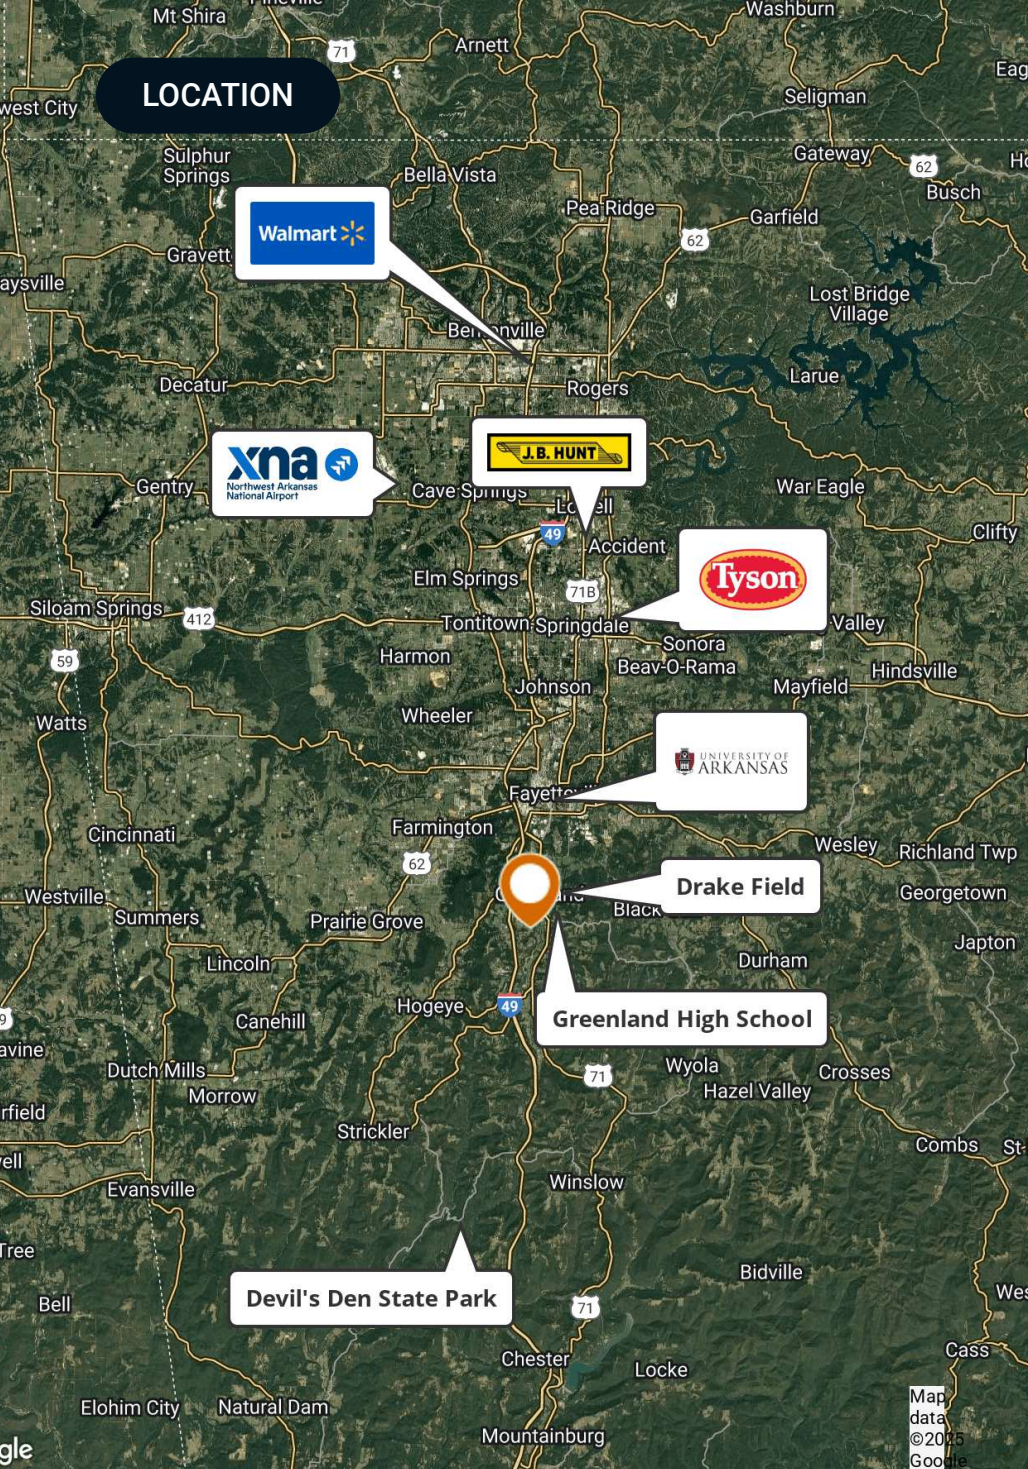 Mt Shira
Washburn
71
Arnett
LOCATION
Seligman
west City
Sulphur
Springs
Gateway
62
Bella Vista
Busch
Pea Ridge
Garfield
Walmart
62
Gravett
aysville
Lost Bridge
Village
Larue
Decatur
Rogers
J.B. HUNT
xna
Northwest Arkansas
National Airport
Cave Springs
Gentry
War Eagle
49
Clifty
Accident
Elm Springs
Tyson
71B
Siloam Springs
412
Tontitown
Springdale
Valley
Sonora
Harmon
59
Beav-O-Rama
Hindsville
Johnson
Mayfield
Wheeler
Watts
UNIVERSITY OF
ARKANSAS
Farmington
Cincinnati
Wesley
Richland Twp
62
Drake Field
Westville
Georgetown
Black
Summers
Prairie Grove
Japton
Lincoln
Durham
Hogeye
49
Canehill
Greenland High School
avine
Wyola
Dutch Mills
71
Crosses
Morrow
Hazel Valley
rfield
Strickler
Combs
St
Winslow
Evansville
Tree
Bidville
Devil's Den State Park
Bell
71
Wes
Chester
Cass
Locke
Elohim City
Natural Dam
Map
data
©2025
Google
Mountainburg
gle